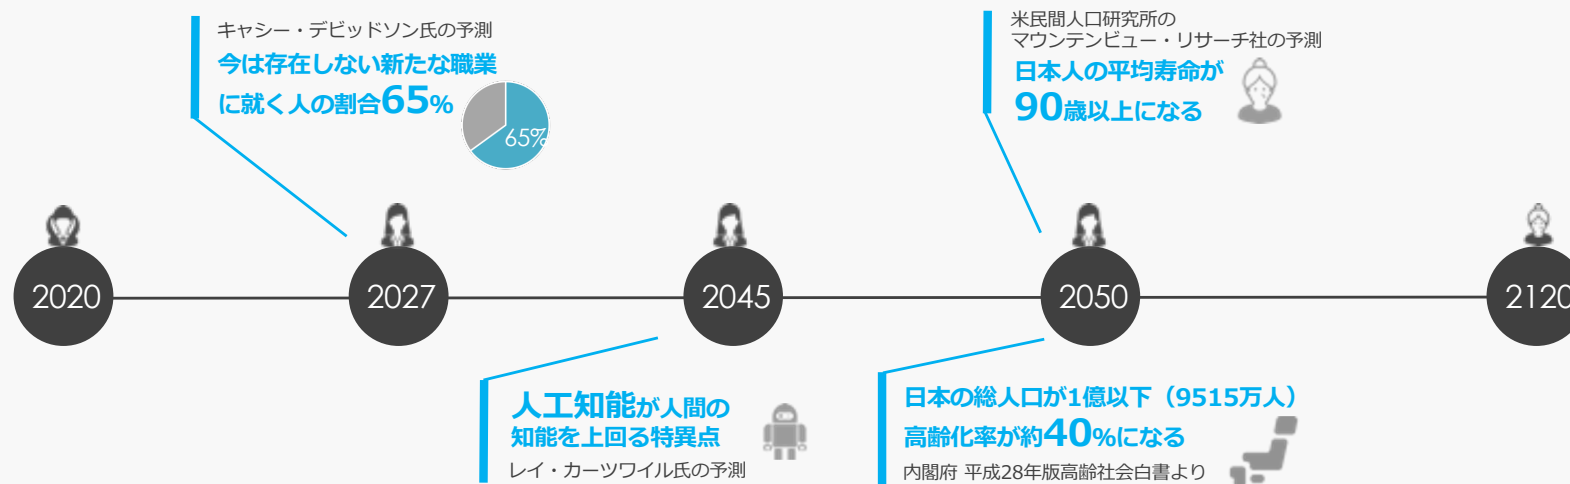 キャシー・デビッドソン氏の予測
今は存在しない新たな職業
に就く人の割合65%
65%
米民間人口研究所の
マウンテンビュー・リサーチ社の予測
日本人の平均寿命が
90歳以上になる
2020
2027
2045
2050
2120
人工知能が人間の
知能を上回る特異点
レイ・カーツワイル氏の予測
日本の総人口が1億以下（9515万人）
高齢化率が約40%になる
内閣府 平成28年版高齢社会白書より